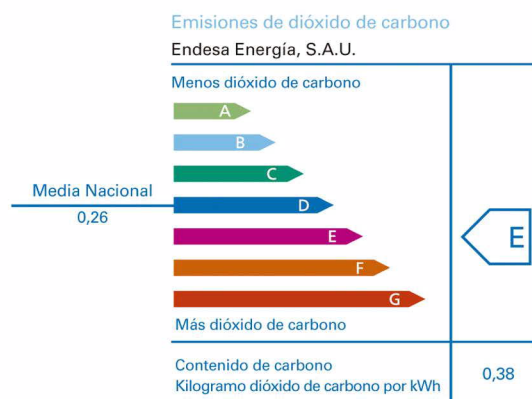 Emisiones de dióxido de carbono
Endesa Energía, S.A.U.
Menos dióxido de carbono
A
B
C
Media Nacional
0,26
D
E
E
F
G
Más dióxido de carbono
Contenido de carbono
Kilogramo dióxido de carbono por kWh
0,38